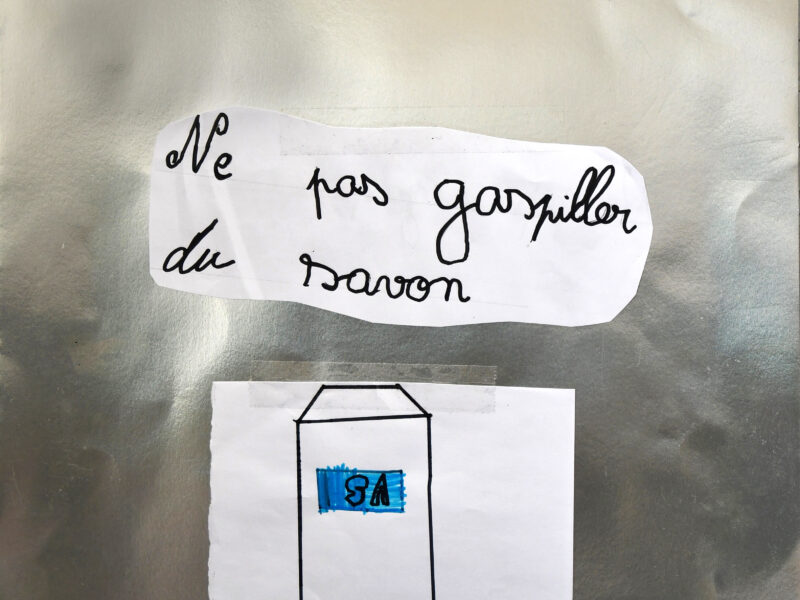 Ne pas gaspiller
du savon
SA